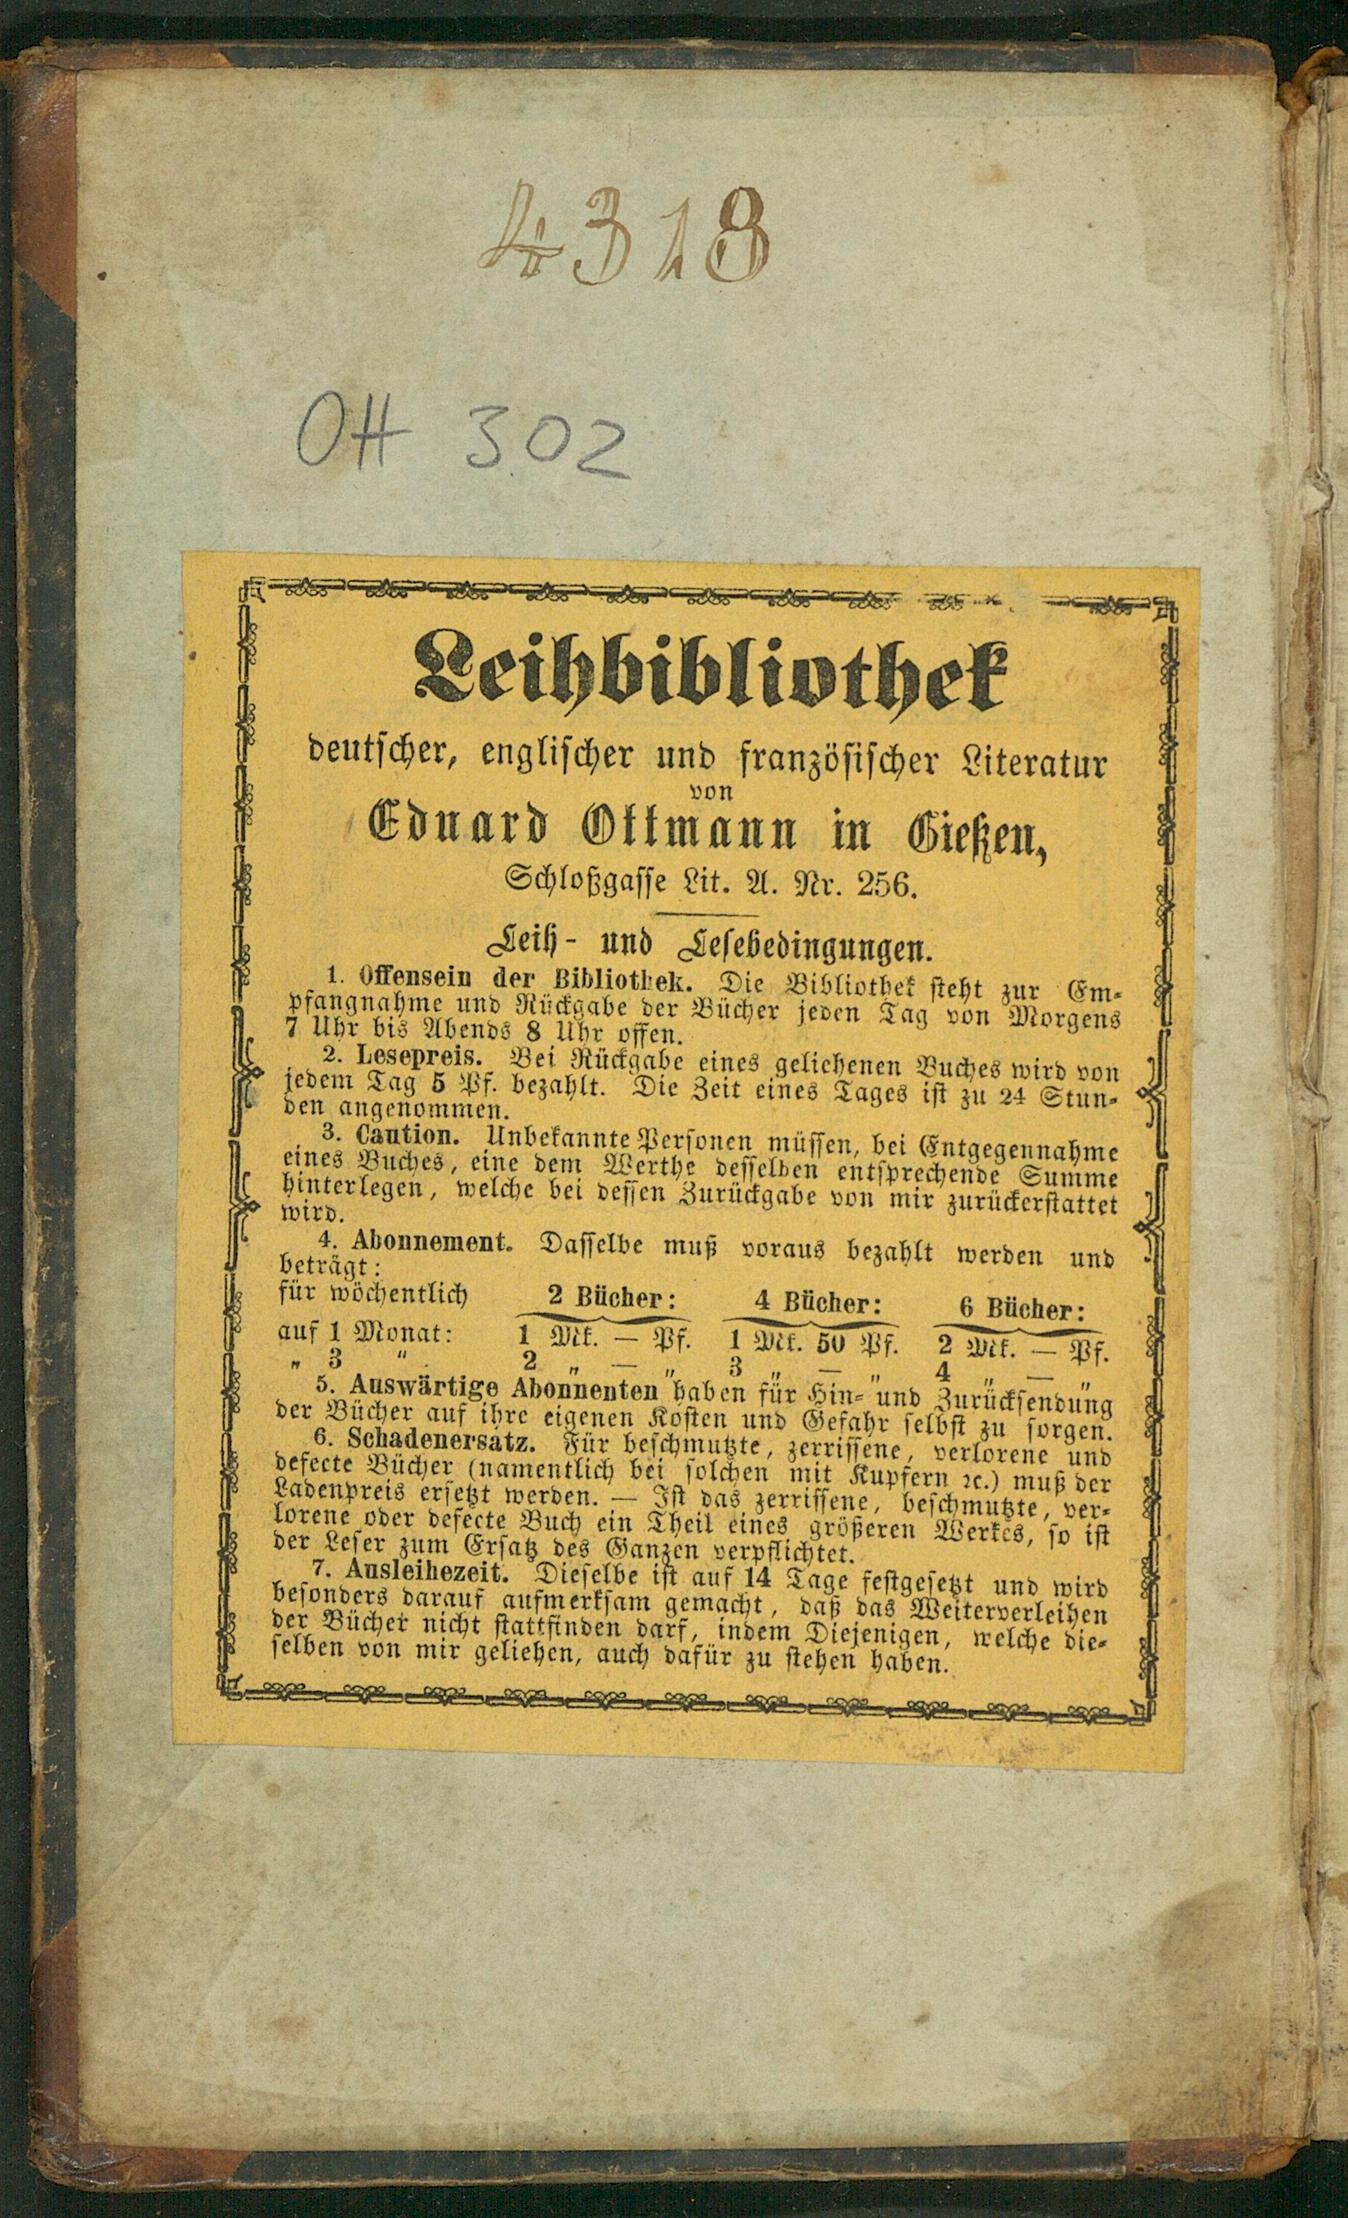 4318
Ott 302
Leihbibliothek
deutscher, englischer und französischer Literatur
von
Eduard Ottmann in Gießen,
Schloßgasse Lit. A. Nr. 256.
Leih- und Lesebedingungen.
1. Offensein der Bibliothek. Die Bibliothek steht zur Em-
pfangnahme und Rückgabe der Bücher jeden Tag von Morgens
7 Uhr bis Abends 8 Uhr offen.
2. Lesepreis. Bei Rückgabe eines geliehenen Buches wird von
jedem Tag 5 Pf. bezahlt. Die Zeit eines Tages ist zu 24 Stun-
den angenommen.
3. Caution. Unbekannte Personen müssen, bei Entgegennahme
eines Buches, eine dem Werthe desselben entsprechende Summe
hinterlegen, welche bei dessen Zurückgabe von mir zurückerstattet
wird.
4. Abonnement. Dasselbe muß voraus bezahlt werden und
beträgt:
für wöchentlich 2 Bücher: 4 Bücher: 6 Bücher:
auf 1 Monat: 1 Mk. — Pf. 1 Mk. 50 Pf. 2 Mk. — Pf.
„ 3 „ 2 „ — „ 3 „ — „ 4 „ — „
5. Auswärtige Abonnenten haben für Hin- und Zurücksendung
der Bücher auf ihre eigenen Kosten und Gefahr selbst zu sorgen.
6. Schadenersatz. Für beschmutzte, zerrissene, verlorene und
defecte Bücher (namentlich bei solchen mit Kupfern ꝛc.) muß der
Ladenpreis ersetzt werden. — Ist das zerrissene, beschmutzte, ver-
lorene oder defecte Buch ein Theil eines größeren Werkes, so ist
der Leser zum Ersatz des Ganzen verpflichtet.
7. Ausleihezeit. Dieselbe ist auf 14 Tage festgesetzt und wird
besonders darauf aufmerksam gemacht, daß das Weiterverleihen
der Bücher nicht stattfinden darf, indem Diejenigen, welche die-
selben von mir geliehen, auch dafür zu stehen haben.